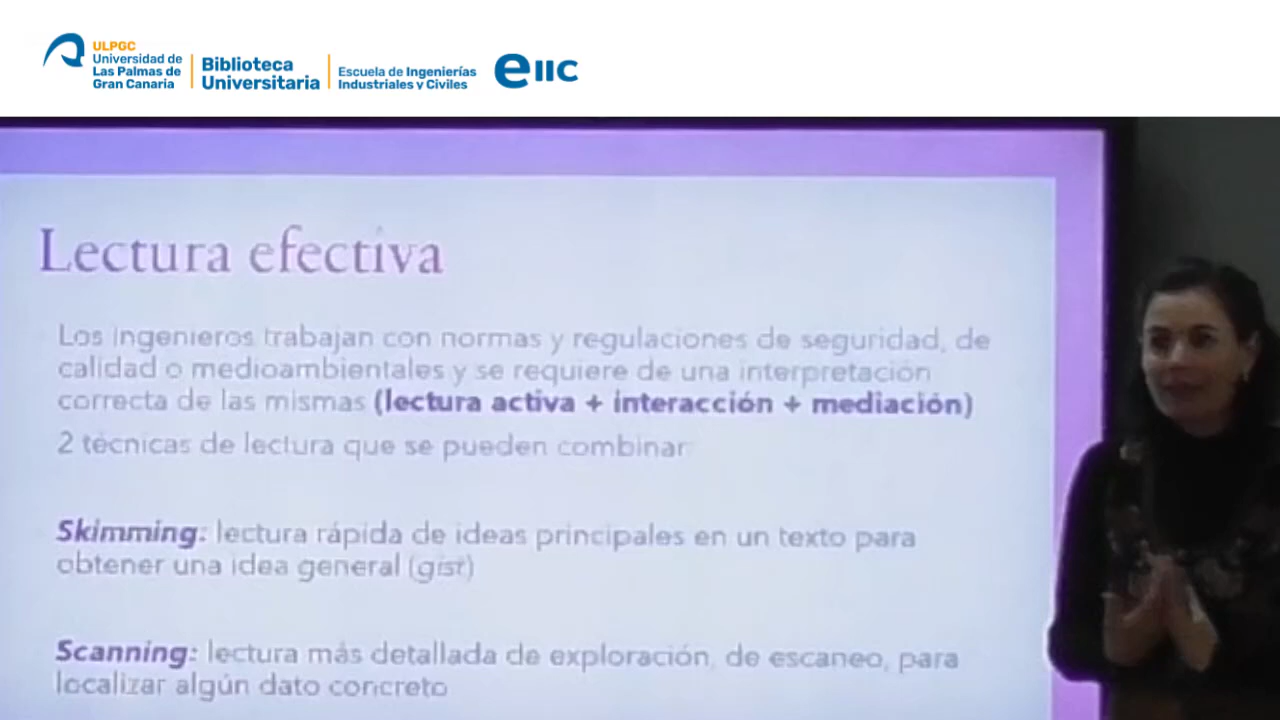 ULPGC
Universidad de
Las Palmas de
Gran Canaria
Biblioteca
Universitaria
Escuela de Ingenierías
Industriales y Civiles
eiic
Lectura efectiva
Los ingenieros trabajan con normas y regulaciones de seguridad, de
calidad o medioambientales y se requiere de una interpretación
correcta de las mismas (lectura activa + interacción + mediación)
2 técnicas de lectura que se pueden combinar:
Skimming: lectura rápida de ideas principales en un texto para
obtener una idea general (gist)
Scanning: lectura más detallada de exploración, de escaneo, para
localizar algún dato concreto